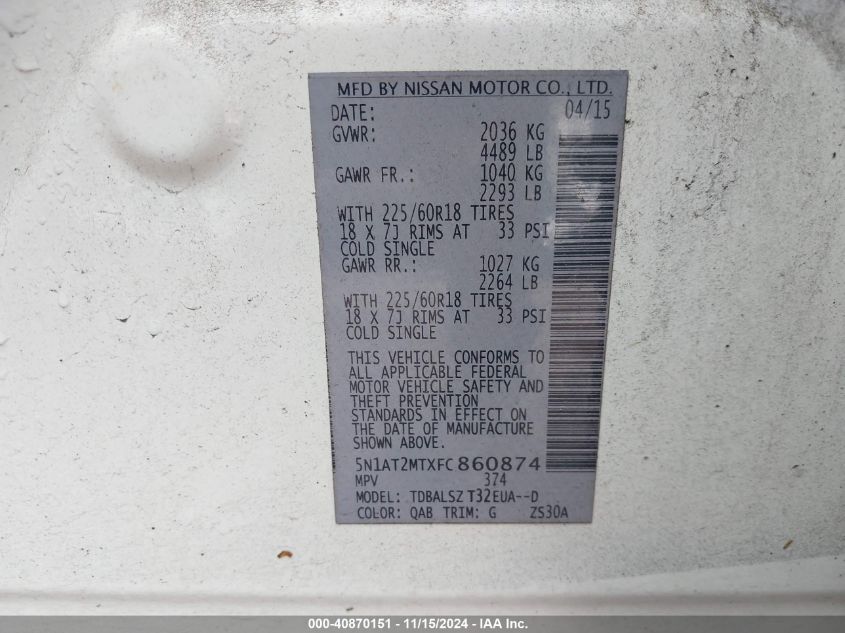 MFD BY NISSAN MOTOR CO., LTD.
DATE: 04/15
GVWR: 2036 KG
4489 LB
GAWR FR.: 1040 KG
2293 LB
WITH 225/60R18 TIRES
18 X 7J RIMS AT 33 PSI
COLD SINGLE
GAWR RR.: 1027 KG
2264 LB
WITH 225/60R18 TIRES
18 X 7J RIMS AT 33 PSI
COLD SINGLE
THIS VEHICLE CONFORMS TO
ALL APPLICABLE FEDERAL
MOTOR VEHICLE SAFETY AND
THEFT PREVENTION
STANDARDS IN EFFECT ON
THE DATE OF MANUFACTURE
SHOWN ABOVE.
5N1AT2MTXFC860874
MPV 374
MODEL: TDBALSZ T32EUA--D
COLOR: QAB TRIM: G ZS30A
000-40870151 - 11/15/2024 - IAA Inc.